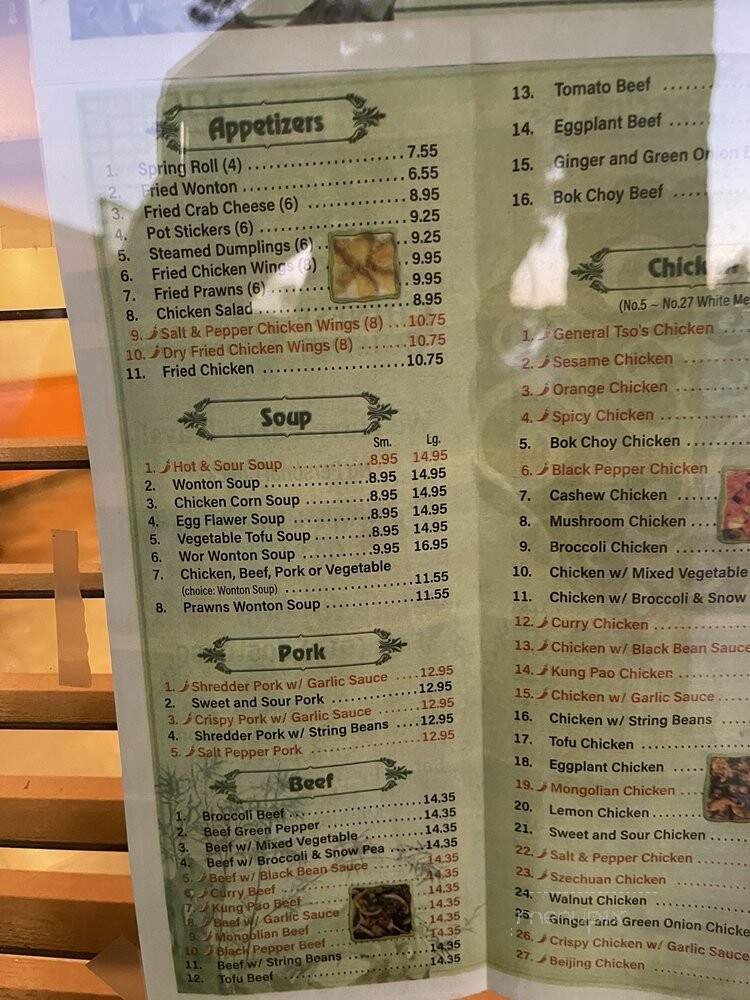 Appetizers
1. Spring Roll (4) 7.55
2. Fried Wonton 6.55
3. Fried Crab Cheese (6) 8.95
4. Pot Stickers (6) 9.25
5. Steamed Dumplings (6) 9.25
6. Fried Chicken Wings (8) 9.95
7. Fried Prawns (6) 9.95
8. Chicken Salad 8.95
9. Salt & Pepper Chicken Wings (8) 10.75
10. Dry Fried Chicken Wings (8) 10.75
11. Fried Chicken 10.75
Soup
Sm. Lg.
1. Hot & Sour Soup 8.95 14.95
2. Wonton Soup 8.95 14.95
3. Chicken Corn Soup 8.95 14.95
4. Egg Flawer Soup 8.95 14.95
5. Vegetable Tofu Soup 8.95 14.95
6. Wor Wonton Soup 9.95 16.95
7. Chicken, Beef, Pork or Vegetable
(choice: Wonton Soup) 11.55
8. Prawns Wonton Soup 11.55
Pork
1. Shredder Pork w/ Garlic Sauce 12.95
2. Sweet and Sour Pork 12.95
3. Crispy Pork w/ Garlic Sauce 12.95
4. Shredder Pork w/ String Beans 12.95
5. Salt Pepper Pork 12.95
Beef
1. Broccoli Beef 14.35
2. Beef Green Pepper 14.35
3. Beef w/ Mixed Vegetable 14.35
4. Beef w/ Broccoli & Snow Pea 14.35
5. Beef w/ Black Bean Sauce 14.35
6. Curry Beef 14.35
7. Kung Pao Beef 14.35
8. Beef w/ Garlic Sauce 14.35
9. Mongolian Beef 14.35
10. Black Pepper Beef 14.35
11. Beef w/ String Beans 14.35
12. Tofu Beef 14.35
13. Tomato Beef
14. Eggplant Beef
15. Ginger and Green Onion
16. Bok Choy Beef
Chick
(No.5 – No.27 White Me
1. General Tso's Chicken
2. Sesame Chicken
3. Orange Chicken
4. Spicy Chicken
5. Bok Choy Chicken
6. Black Pepper Chicken
7. Cashew Chicken
8. Mushroom Chicken
9. Broccoli Chicken
10. Chicken w/ Mixed Vegetable
11. Chicken w/ Broccoli & Snow
12. Curry Chicken
13. Chicken w/ Black Bean Sauce
14. Kung Pao Chicken
15. Chicken w/ Garlic Sauce
16. Chicken w/ String Beans
17. Tofu Chicken
18. Eggplant Chicken
19. Mongolian Chicken
20. Lemon Chicken
21. Sweet and Sour Chicken
22. Salt & Pepper Chicken
23. Szechuan Chicken
24. Walnut Chicken
25. Ginger and Green Onion Chicke
26. Crispy Chicken w/ Garlic Sauce
27. Beijing Chicken